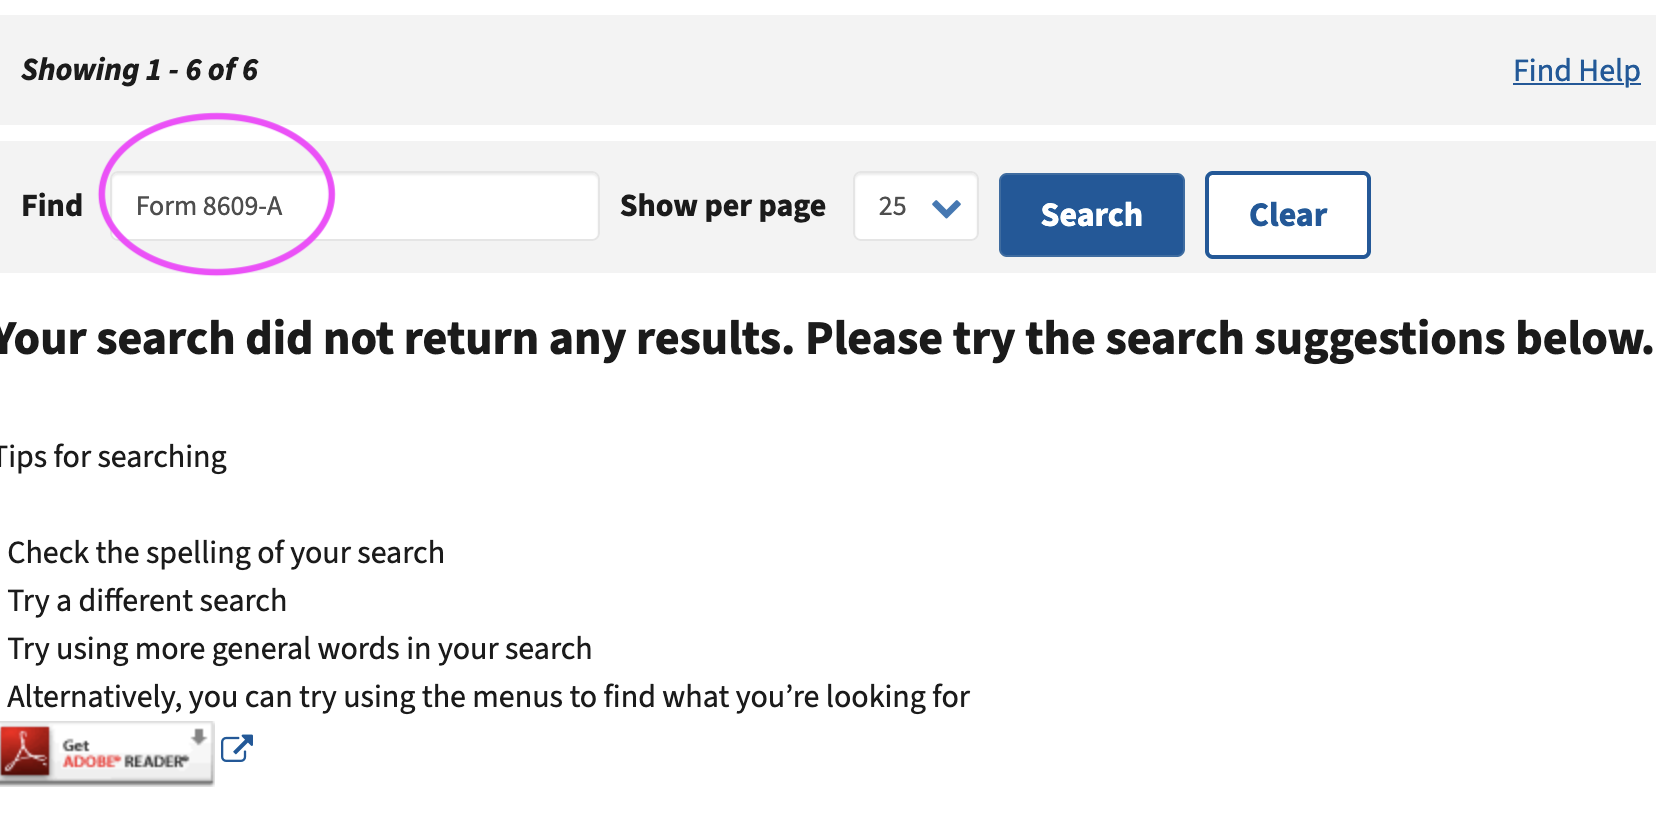 Showing 1 - 6 of 6 Find Help
Find Form 8609-A Show per page 25 Search Clear
Your search did not return any results. Please try the search suggestions below.
Tips for searching
Check the spelling of your search
Try a different search
Try using more general words in your search
Alternatively, you can try using the menus to find what you’re looking for
Get
ADOBE® READER®